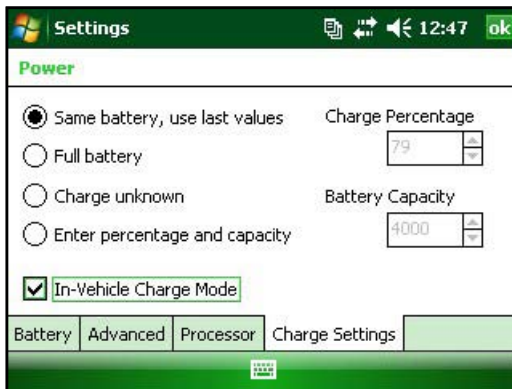 Settings 12:47 ok
Power
Same battery, use last values
Charge Percentage
Full battery
79
Charge unknown
Battery Capacity
Enter percentage and capacity
4000
In-Vehicle Charge Mode
Battery Advanced Processor Charge Settings